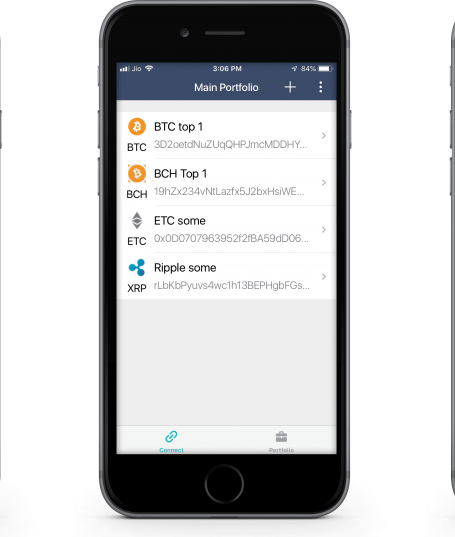 Jio 3:06 PM 84%
Main Portfolio
BTC top 1
BTC 3D2oetdNuZUqQHPJmcMDDHY...
BCH Top 1
BCH 19hZx234vNtLazfx5J2bxHsiWE...
ETC some
ETC 0x0D0707963952f2fBA59dD06...
Ripple some
XRP rLbKbPyuvs4wc1h13BEPHgbFGs...
Connect Portfolio